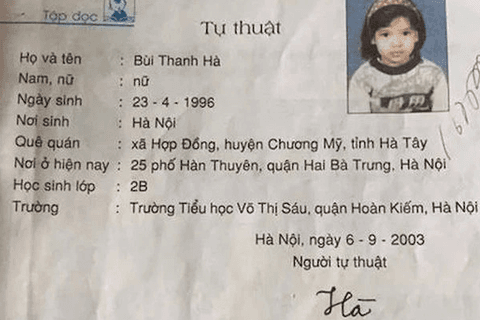 Tập đọc
Tự thuật
Họ và tên : Bùi Thanh Hà
Nam, nữ : nữ
Ngày sinh : 23 - 4 - 1996
Nơi sinh : Hà Nội
Quê quán : xã Hợp Đồng, huyện Chương Mỹ, tỉnh Hà Tây
Nơi ở hiện nay : 25 phố Hàn Thuyên, quận Hai Bà Trưng, Hà Nội
Học sinh lớp : 2B
Trường : Trường Tiểu học Võ Thị Sáu, quận Hoàn Kiếm, Hà Nội
Hà Nội, ngày 6 - 9 - 2003
Người tự thuật
Hà